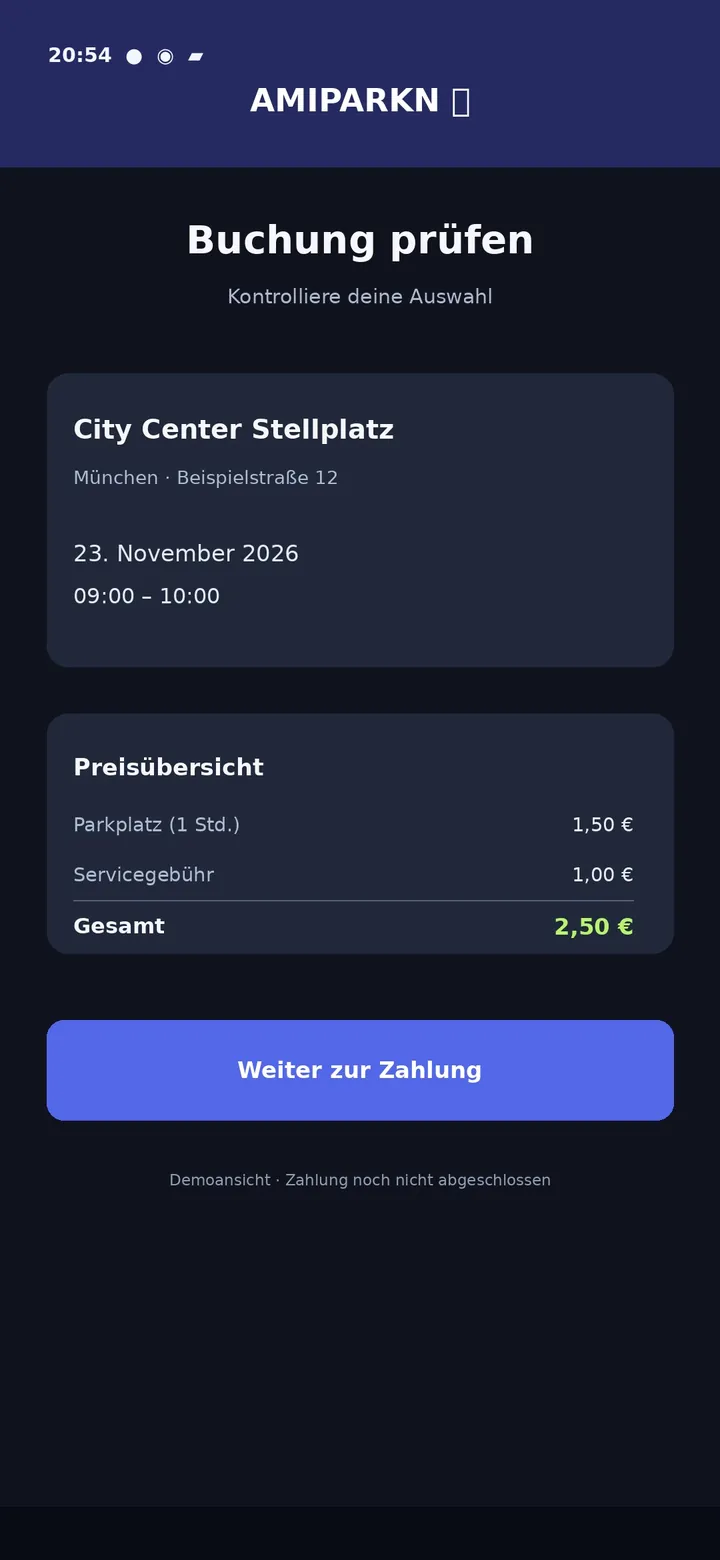 20:54
AMIPARKN
Buchung prüfen
Kontrolliere deine Auswahl
City Center Stellplatz
München · Beispielstraße 12
23. November 2026
09:00 – 10:00
Preisübersicht
Parkplatz (1 Std.) 1,50 €
Servicegebühr 1,00 €
Gesamt 2,50 €
Weiter zur Zahlung
Demoansicht · Zahlung noch nicht abgeschlossen